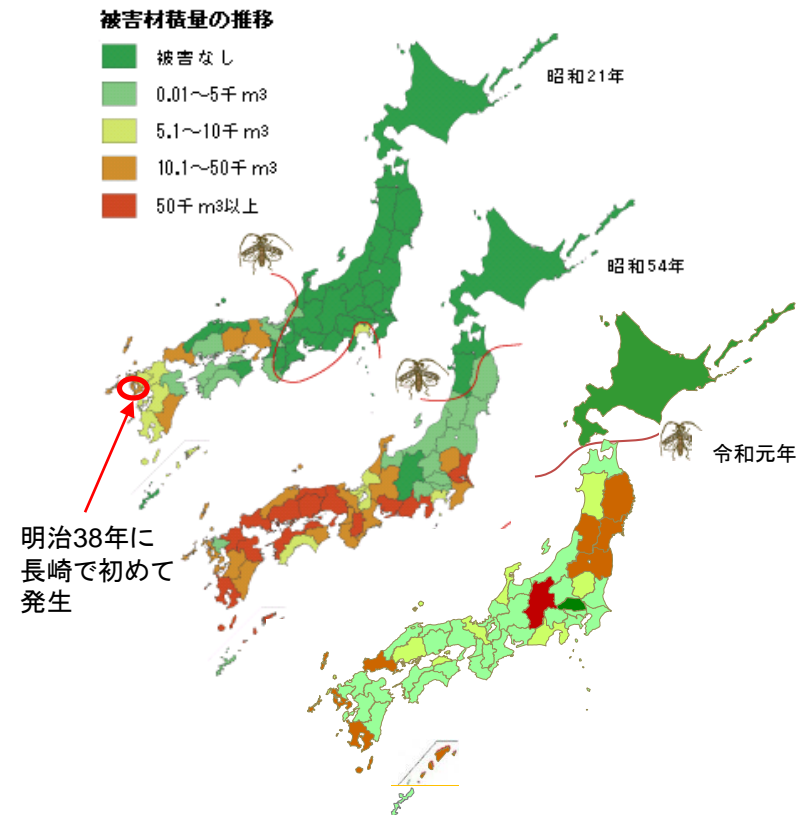 被害材積量の推移
被害なし
0.01～5千m3
5.1～10千m3
10.1～50千m3
50千m3以上
昭和21年
昭和54年
令和元年
明治38年に
長崎で初めて
発生